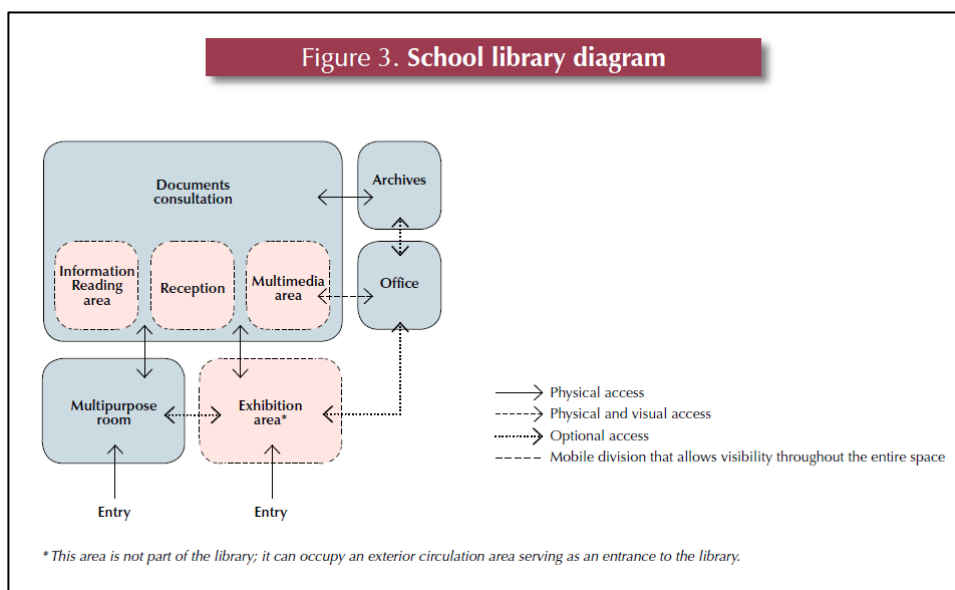 Figure 3. School library diagram
Documents
consultation
Archives
Information
Reading
area
Reception
Multimedia
area
Office
Multipurpose
room
Exhibition
area*
Physical access
Physical and visual access
Optional access
Mobile division that allows visibility throughout the entire space
Entry
Entry
* This area is not part of the library; it can occupy an exterior circulation area serving as an entrance to the library.